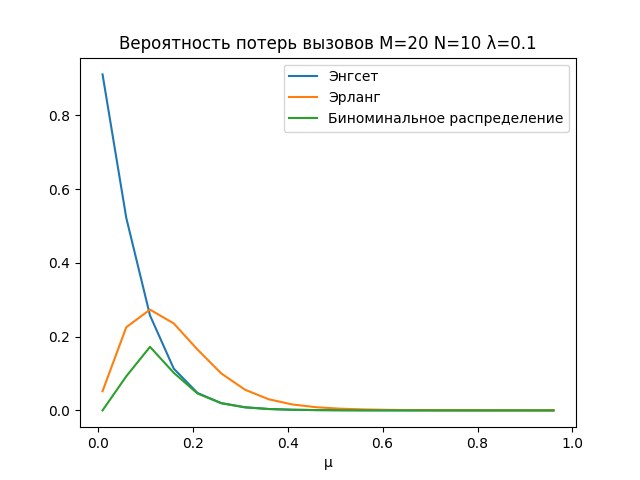 Вероятность потерь вызовов M=20 N=10 λ=0.1
Энгсет
Эрланг
Биноминальное распределение
0.8
0.6
0.4
0.2
0.0
0.0 0.2 0.4 0.6 0.8 1.0
μ